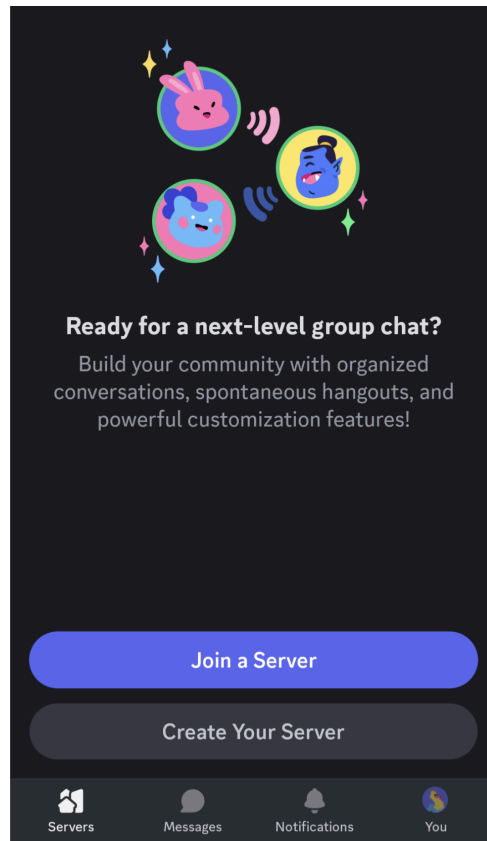 Ready for a next-level group chat?
Build your community with organized
conversations, spontaneous hangouts, and
powerful customization features!
Join a Server
Create Your Server
Servers
Messages
Notifications
You